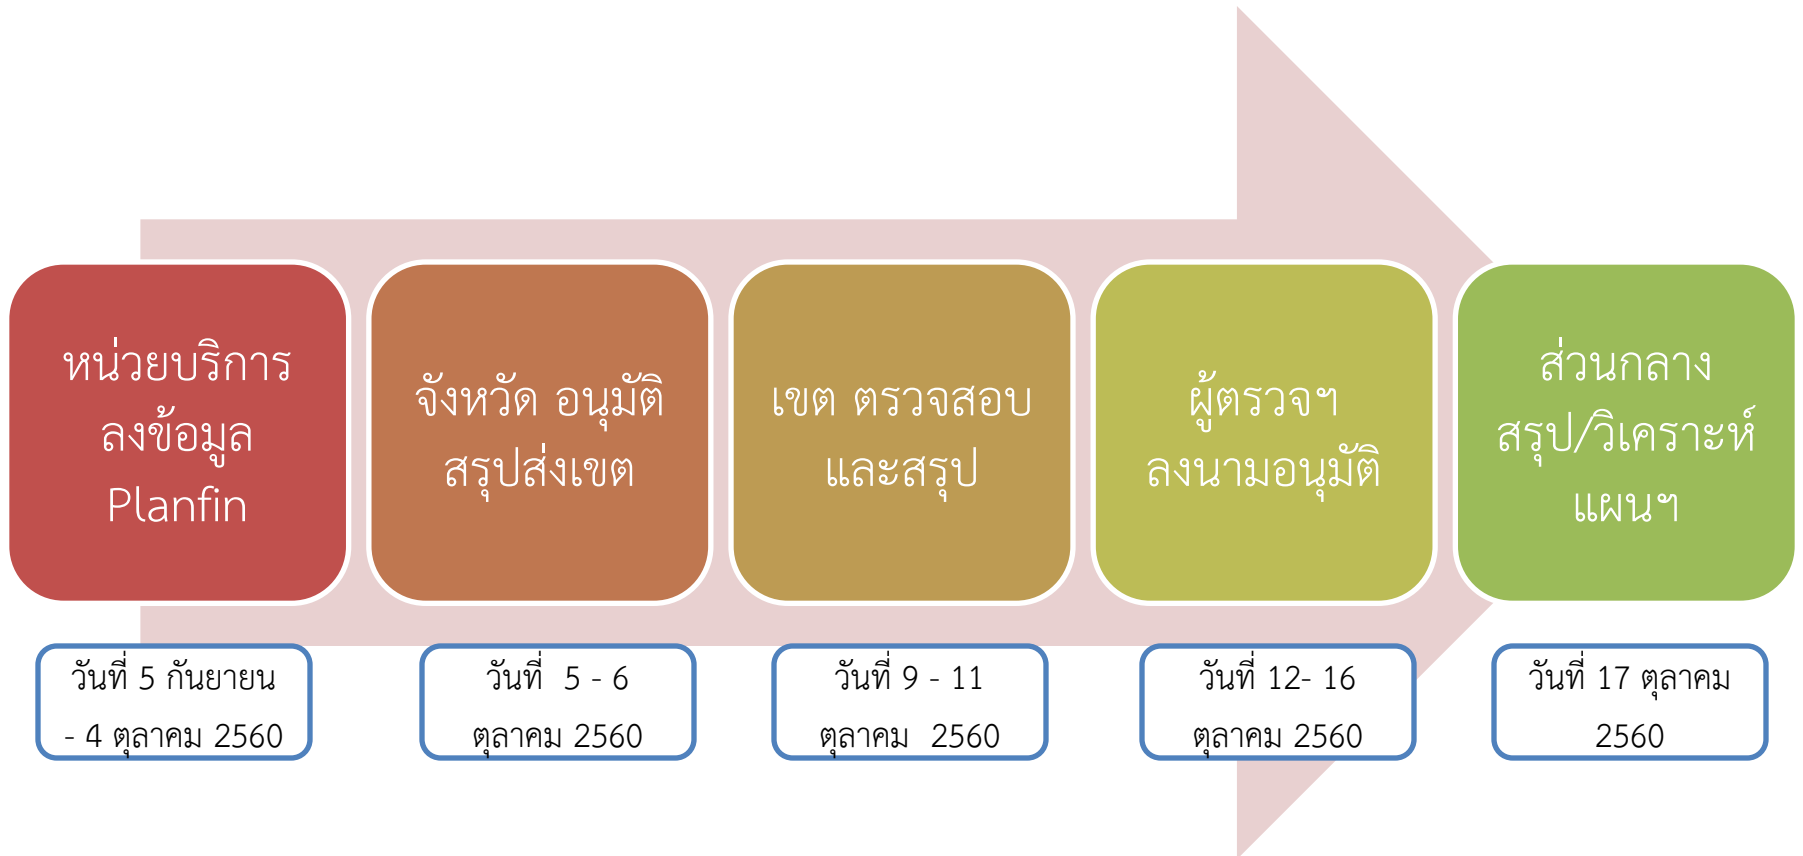 หน่วยบริการ
ลงข้อมูล
Planfin
จังหวัด อนุมัติ
สรุปส่งเขต
เขต ตรวจสอบ
และสรุป
ผู้ตรวจฯ
ลงนามอนุมัติ
ส่วนกลาง
สรุป/วิเคราะห์
แผนฯ
วันที่ 5 กันยายน
- 4 ตุลาคม 2560
วันที่ 5 - 6
ตุลาคม 2560
วันที่ 9 - 11
ตุลาคม 2560
วันที่ 12- 16
ตุลาคม 2560
วันที่ 17 ตุลาคม
2560